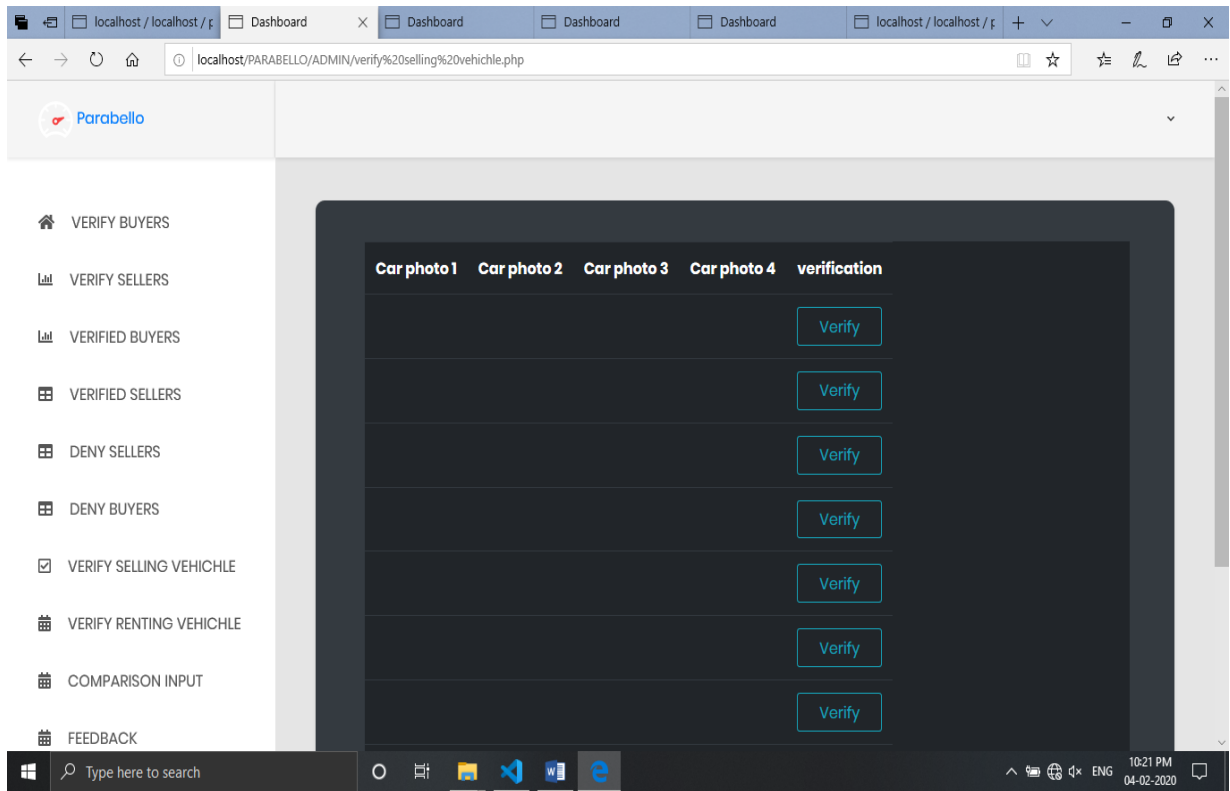 localhost / localhost / p
Dashboard
Dashboard
Dashboard
Dashboard
localhost / localhost / p
localhost/PARABELLO/ADMIN/verify%20selling%20vehichle.php
Parabello
VERIFY BUYERS
VERIFY SELLERS
VERIFIED BUYERS
VERIFIED SELLERS
DENY SELLERS
DENY BUYERS
VERIFY SELLING VEHICHLE
VERIFY RENTING VEHICHLE
COMPARISON INPUT
FEEDBACK
Car photo 1 Car photo 2 Car photo 3 Car photo 4 verification
Verify
Verify
Verify
Verify
Verify
Verify
Verify
Type here to search
ENG
10:21 PM
04-02-2020